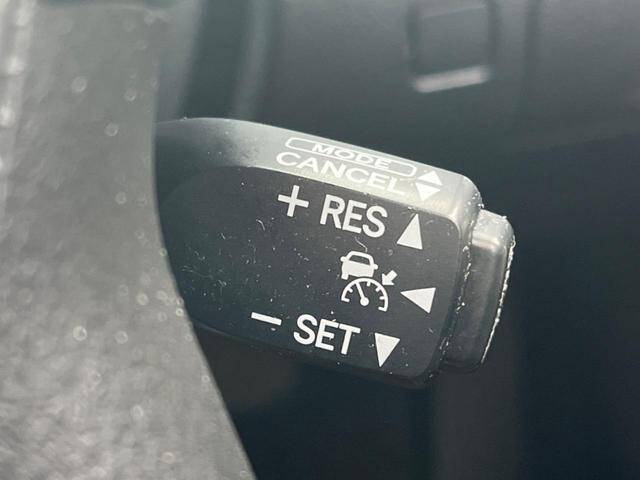 MODE
CANCEL
+ RES
- SET